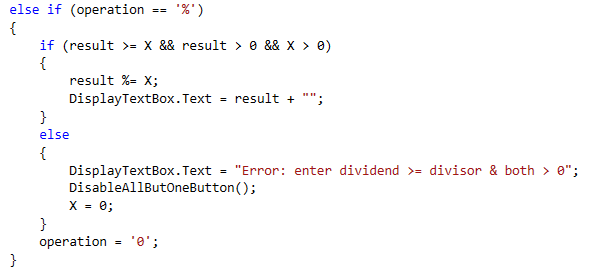 else if (operation == '%')
{
    if (result >= X && result > 0 && X > 0)
    {
        result %= X;
        DisplayTextBox.Text = result + "";
    }
    else
    {
        DisplayTextBox.Text = "Error: enter dividend >= divisor & both > 0";
        DisableAllButOneButton();
        X = 0;
    }
    operation = '0';
}